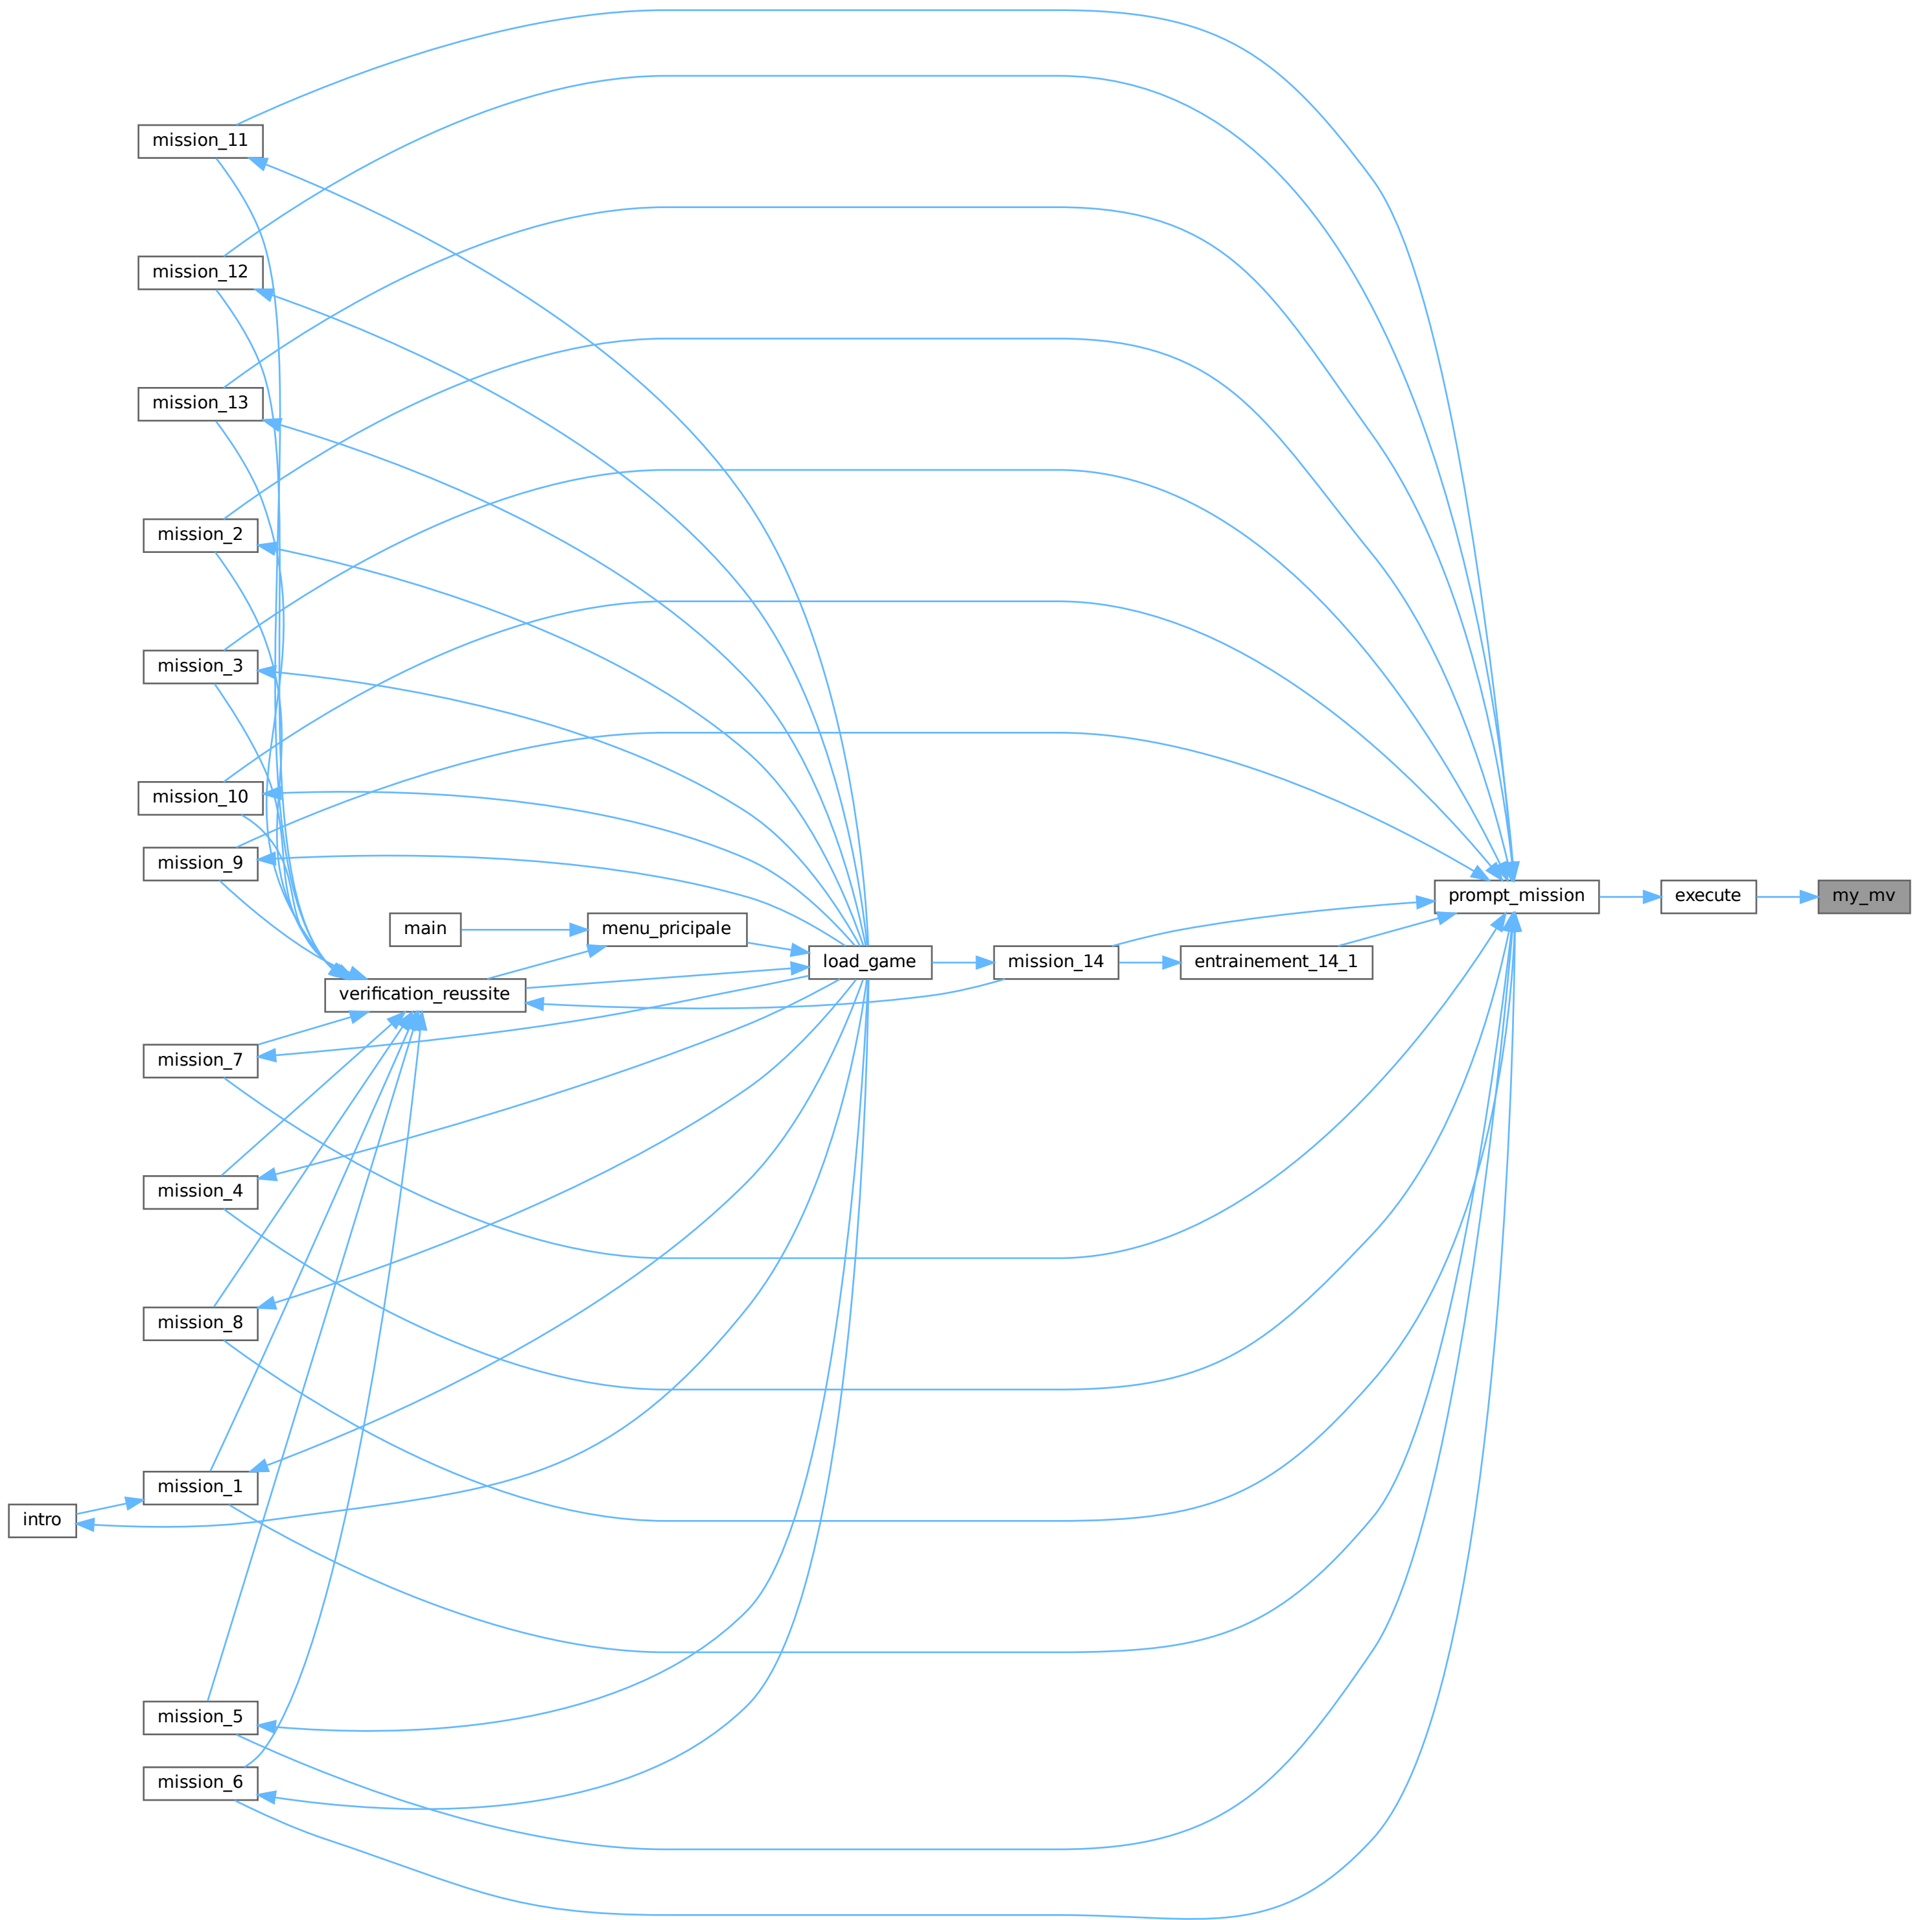 mission_11
mission_12
mission_13
mission_2
mission_3
mission_10
mission_9
prompt_mission
execute
my_mv
main
menu_pricipale
load_game
mission_14
entrainement_14_1
verification_reussite
mission_7
mission_4
mission_8
mission_1
intro
mission_5
mission_6